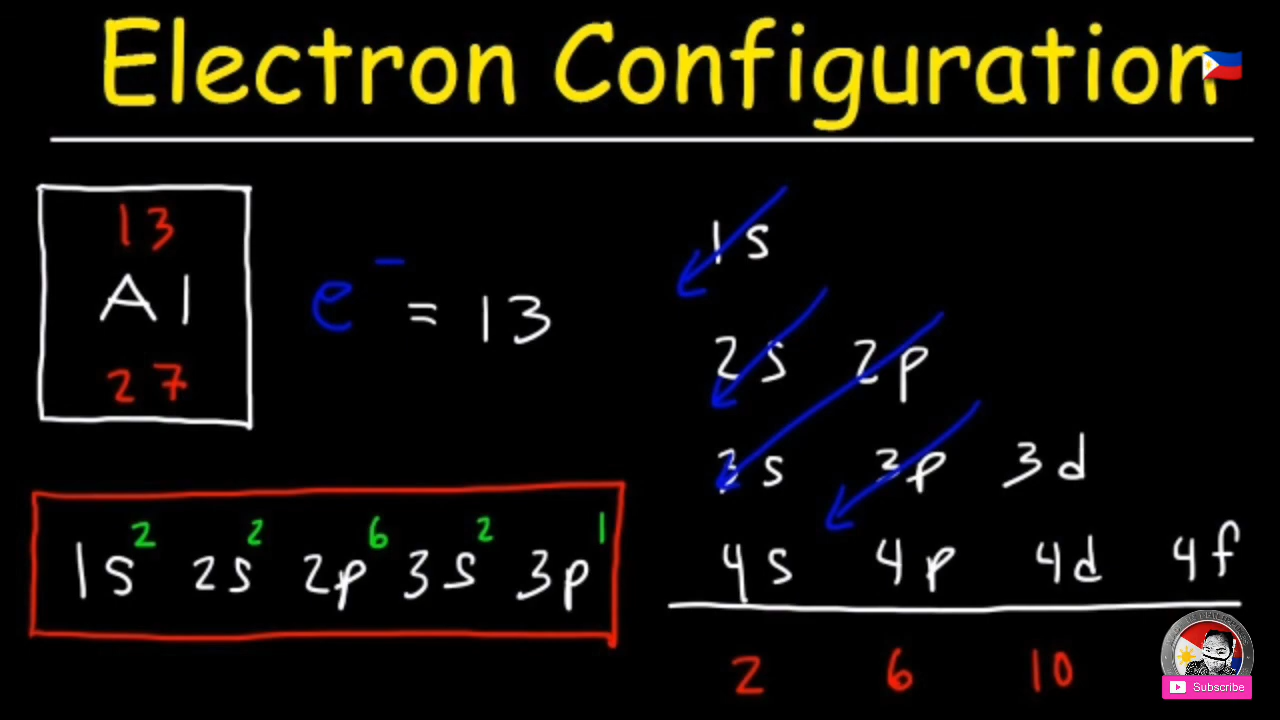 Electron Configuration
13
Al
27
e⁻ = 13
1s² 2s² 2p⁶ 3s² 3p¹
1s
2s 2p
3s 3p 3d
4s 4p 4d 4f
2 6 10
Subscribe